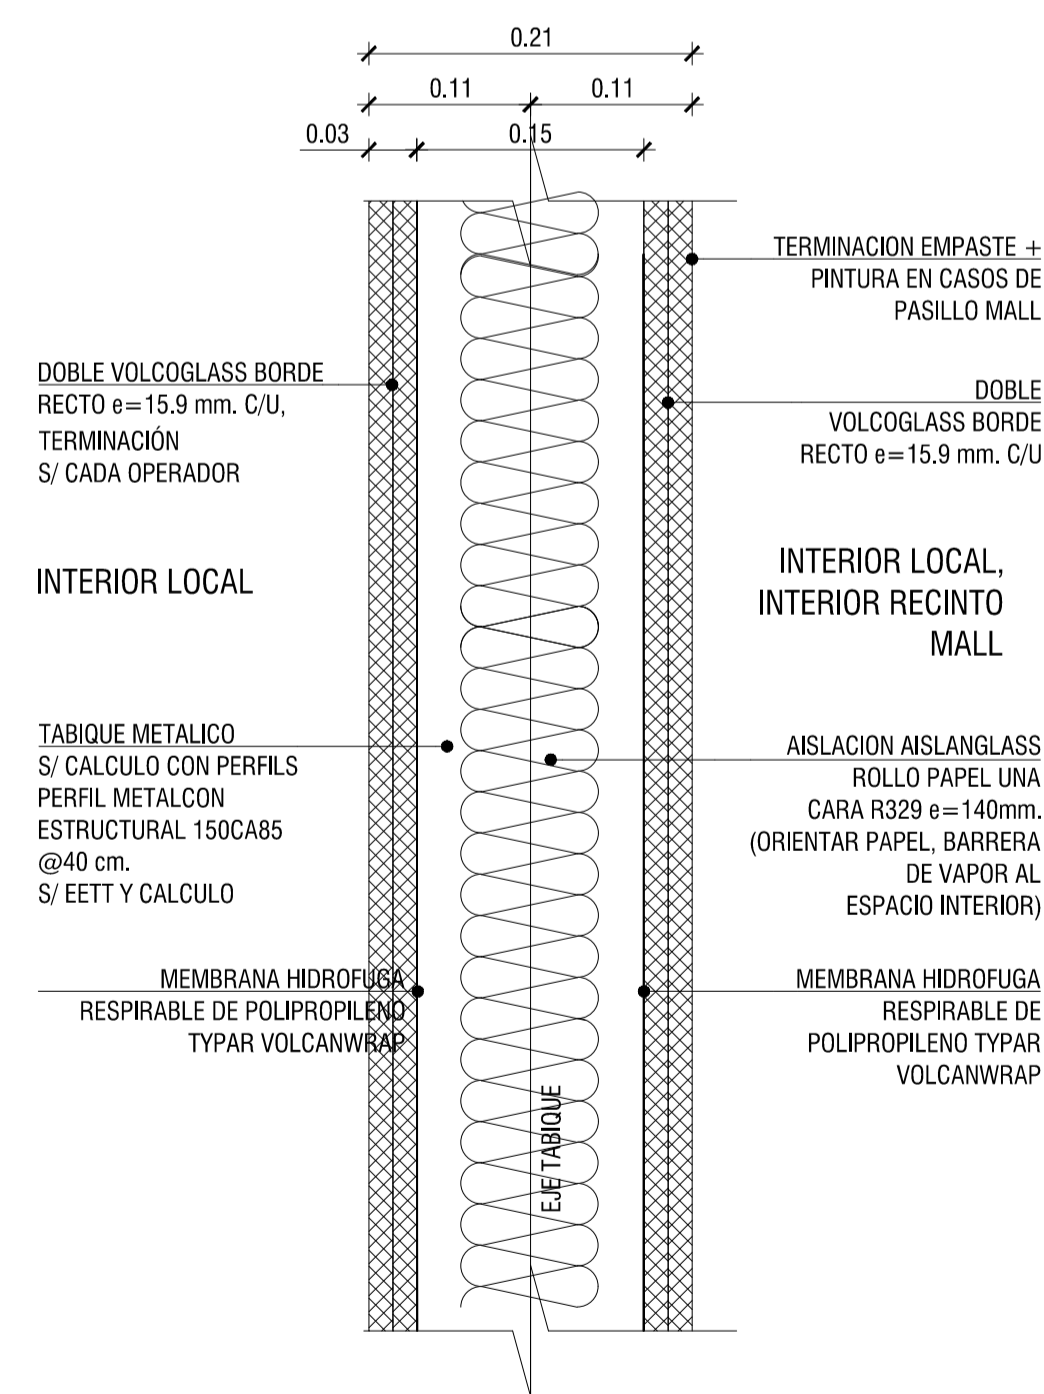 0.21
0.11
0.11
0.03
0.15
TERMINACION EMPASTE +
PINTURA EN CASOS DE
PASILLO MALL
DOBLE VOLCOGLASS BORDE
RECTO e=15.9 mm. C/U,
TERMINACIÓN
S/ CADA OPERADOR
DOBLE
VOLCOGLASS BORDE
RECTO e=15.9 mm. C/U
INTERIOR LOCAL
INTERIOR LOCAL,
INTERIOR RECINTO
MALL
TABIQUE METALICO
S/ CALCULO CON PERFILS
PERFIL METALCON
ESTRUCTURAL 150CA85
@40 cm.
S/ EETT Y CALCULO
AISLACION AISLANGLASS
ROLLO PAPEL UNA
CARA R329 e=140mm.
(ORIENTAR PAPEL, BARRERA
DE VAPOR AL
ESPACIO INTERIOR)
MEMBRANA HIDROFUGA
RESPIRABLE DE POLIPROPILENO
TYPAR VOLCANWRAP
MEMBRANA HIDROFUGA
RESPIRABLE DE
POLIPROPILENO TYPAR
VOLCANWRAP
EJE TABIQUE